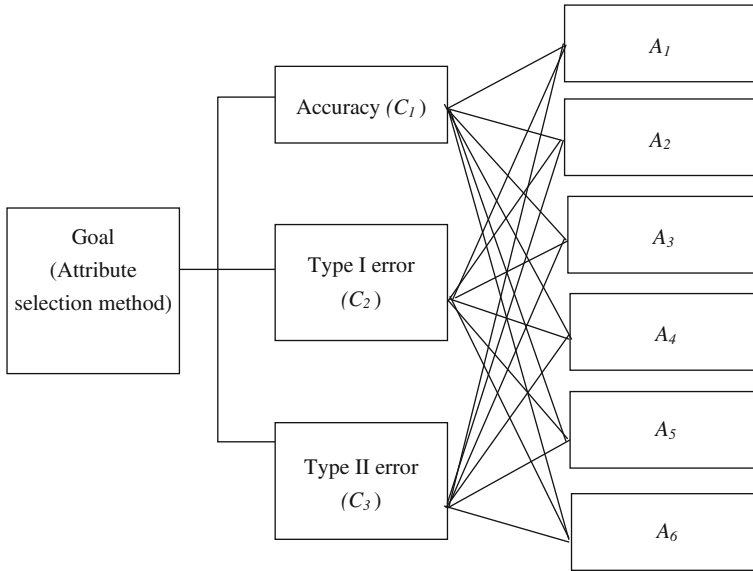 Goal
(Attribute
selection method)
Accuracy (C₁)
Type I error
(C₂)
Type II error
(C₃)
A₁
A₂
A₃
A₄
A₅
A₆